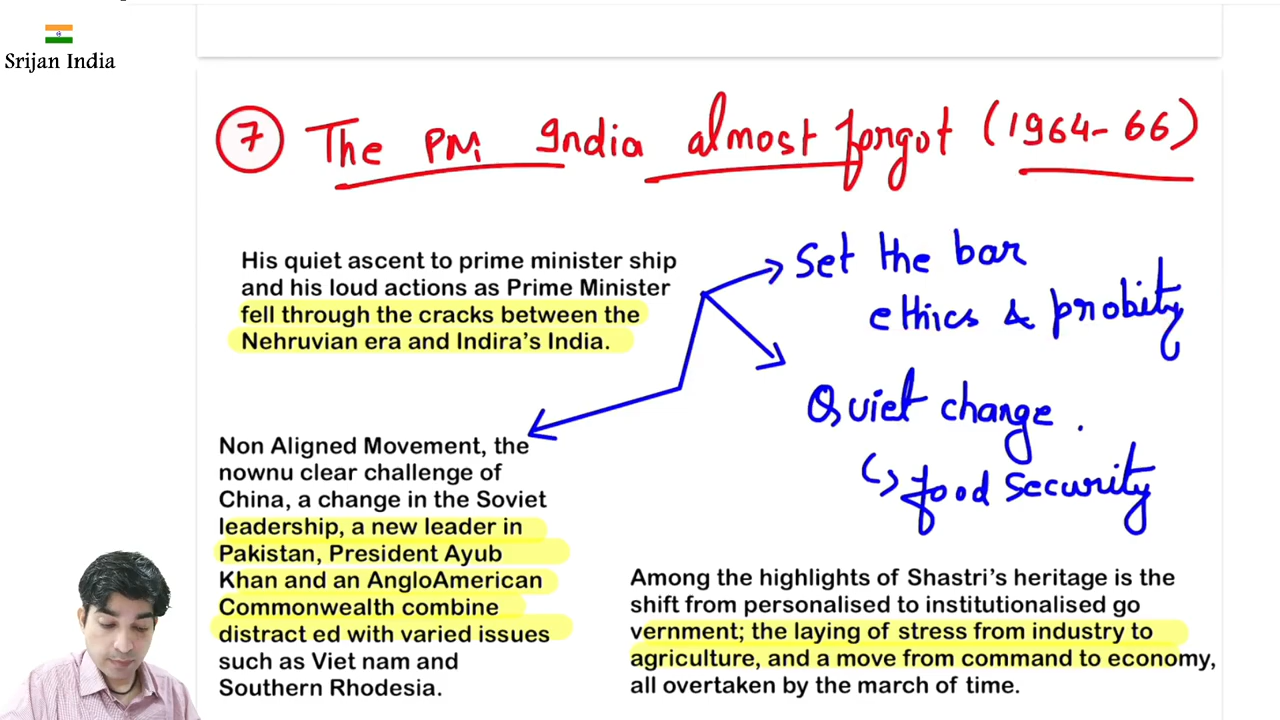 Srijan India
7 The PM India almost forgot (1964-66)
His quiet ascent to prime minister ship
and his loud actions as Prime Minister
fell through the cracks between the
Nehruvian era and Indira's India.
Set the bar
ethics & probity
Quiet change.
food security
Non Aligned Movement, the
nownu clear challenge of
China, a change in the Soviet
leadership, a new leader in
Pakistan, President Ayub
Khan and an AngloAmerican
Commonwealth combine
distract ed with varied issues
such as Viet nam and
Southern Rhodesia.
Among the highlights of Shastri's heritage is the
shift from personalised to institutionalised go
vernment; the laying of stress from industry to
agriculture, and a move from command to economy,
all overtaken by the march of time.